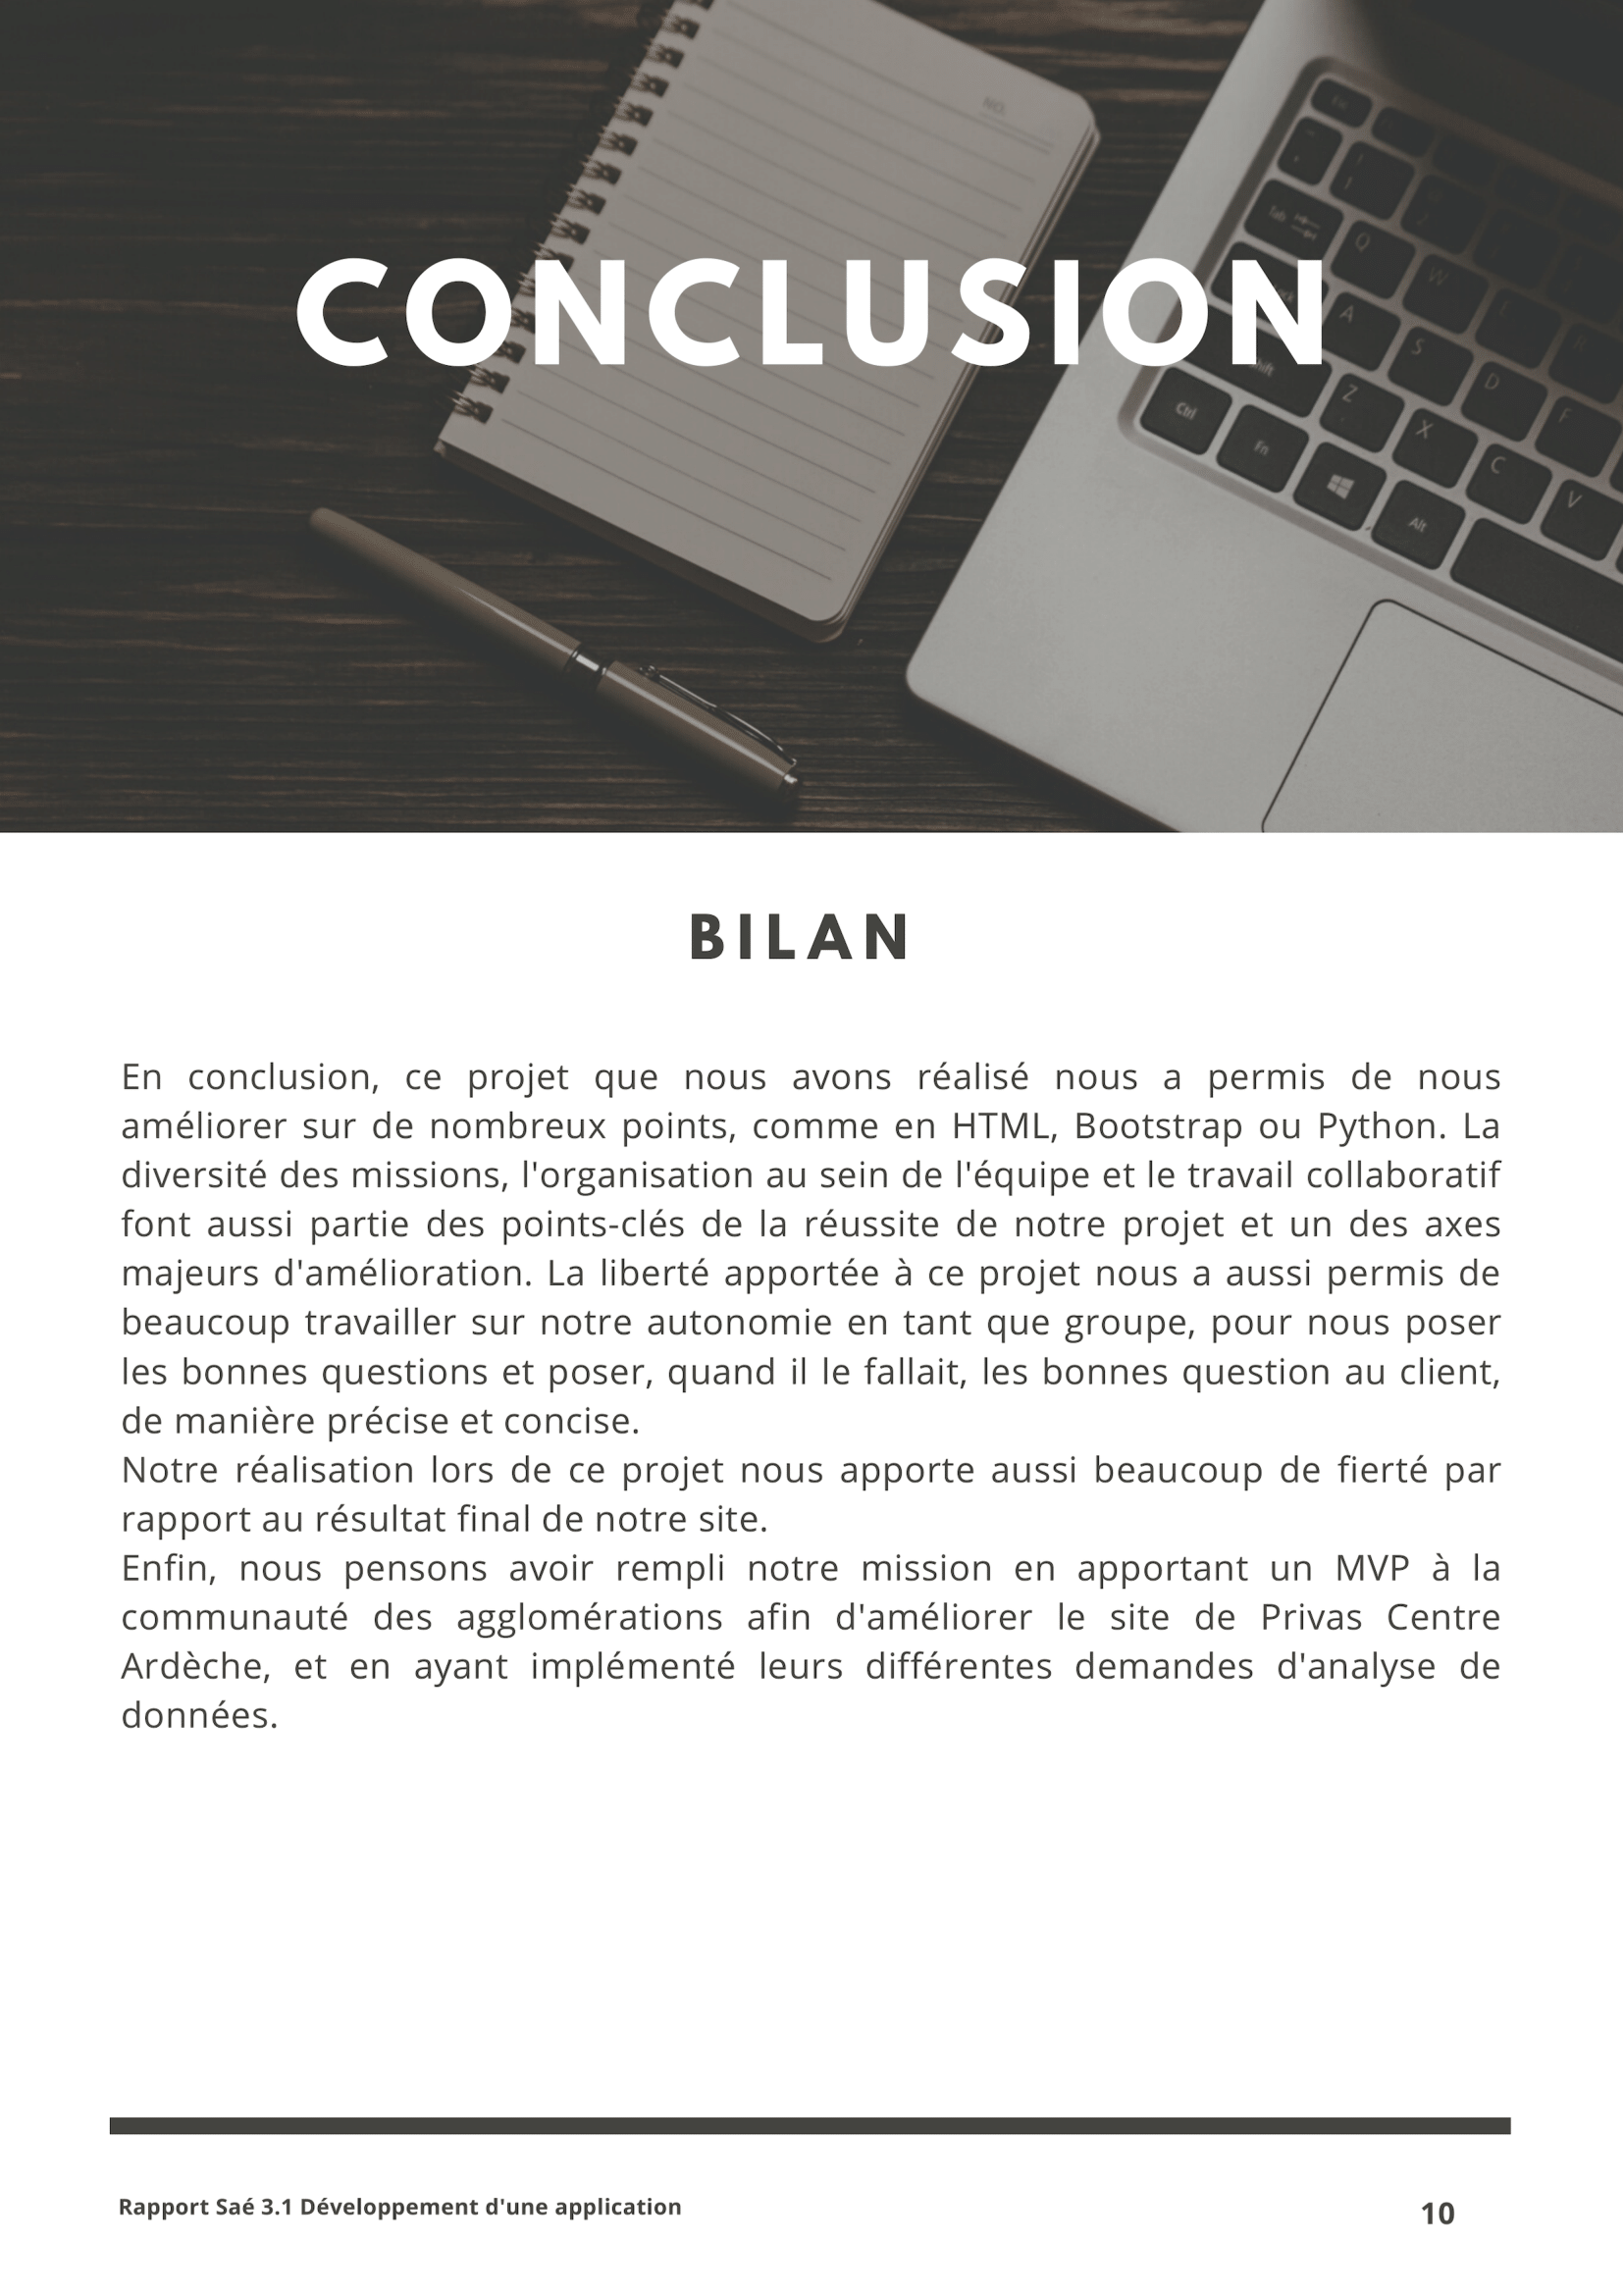 NO.
CONCLUSION
Tab
Q
W
A
S
D
F
Z
X
C
V
Ctrl
Fn
Alt
BILAN
En conclusion, ce projet que nous avons réalisé nous a permis de nous
améliorer sur de nombreux points, comme en HTML, Bootstrap ou Python. La
diversité des missions, l'organisation au sein de l'équipe et le travail collaboratif
font aussi partie des points-clés de la réussite de notre projet et un des axes
majeurs d'amélioration. La liberté apportée à ce projet nous a aussi permis de
beaucoup travailler sur notre autonomie en tant que groupe, pour nous poser
les bonnes questions et poser, quand il le fallait, les bonnes question au client,
de manière précise et concise.
Notre réalisation lors de ce projet nous apporte aussi beaucoup de fierté par
rapport au résultat final de notre site.
Enfin, nous pensons avoir rempli notre mission en apportant un MVP à la
communauté des agglomérations afin d'améliorer le site de Privas Centre
Ardèche, et en ayant implémenté leurs différentes demandes d'analyse de
données.
Rapport Saé 3.1 Développement d'une application
10